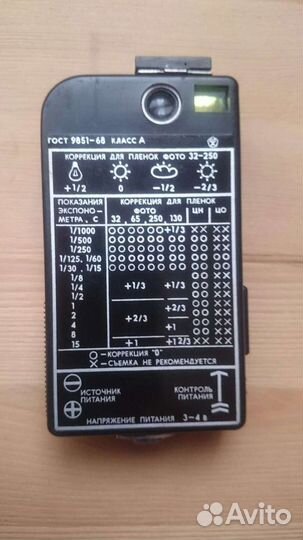 ГОСТ 9851-68 КЛАСС А
КОРРЕКЦИЯ ДЛЯ ПЛЕНОК ФОТО 32-250
+1/2 0 -1/2 -2/3
ПОКАЗАНИЯ ЭКСПОНО- МЕТРА, С
КОРРЕКЦИЯ ДЛЯ ПЛЕНОК
ФОТО ЦН ЦО
32, 65, 250, 130
1/1000 ○ ○ ○ +1/3 × × × ×
1/500 ○ ○ ○ ○
1/250 ○ ○ ○ ○
1/125, 1/60 ○ ○ ○ ○
1/30, 1/15 ○ ○ ○ ○
1/8
1/4 +1/3 +1/3
1/2
1
2 +2/3
4 +2/3
8 +1
15 +1 +1 2/3
○ - КОРРЕКЦИЯ "0"
× - СЪЕМКА НЕ РЕКОМЕНДУЕТСЯ
ИСТОЧНИК ПИТАНИЯ
КОНТРОЛЬ ПИТАНИЯ
НАПРЯЖЕНИЕ ПИТАНИЯ 3-4 В
Avito